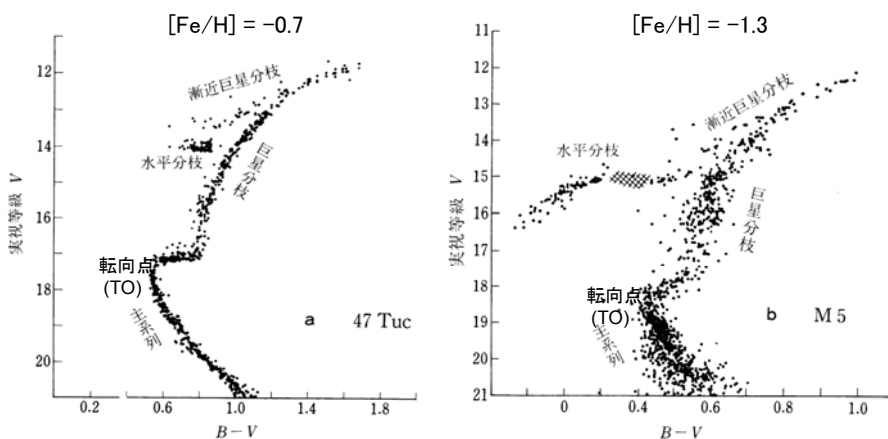 [Fe/H] = -0.7
12
14
16
18
20
実視等級 V
漸近巨星分枝
水平分枝
巨星分枝
転向点
(TO)
主系列
a 47 Tuc
0.2 0.6 1.0 1.4 1.8
B − V
[Fe/H] = -1.3
11
12
13
14
15
16
17
18
19
20
21
実視等級 V
漸近巨星分枝
水平分枝
巨星分枝
転向点
(TO)
主系列
b M 5
0 0.2 0.4 0.6 0.8 1.0
B − V